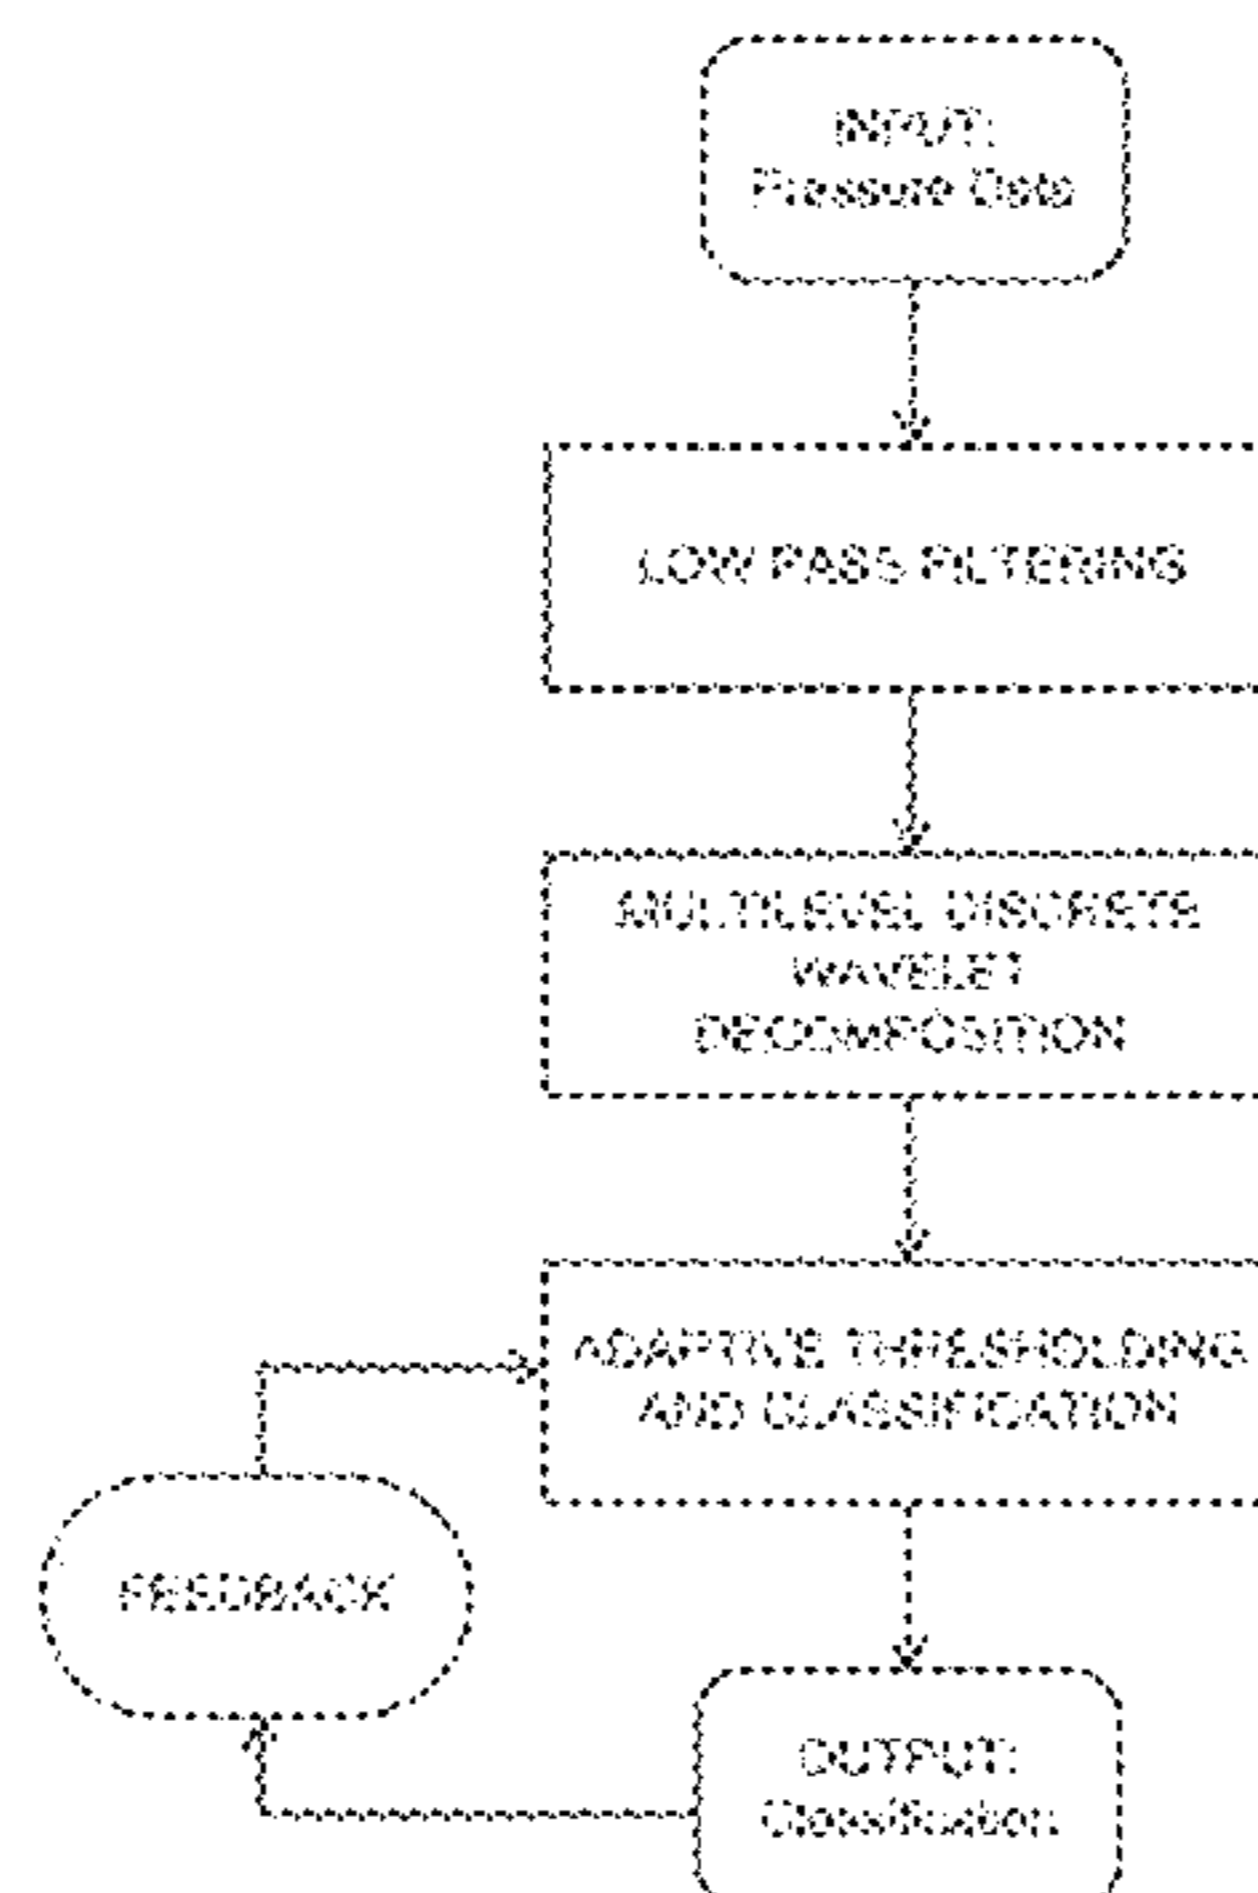 INPUT:
Pressure Data
LOW PASS FILTERING
MULTILEVEL DISCRETE
WAVELET
DECOMPOSITION
ADAPTIVE THRESHOLDING
AND CLASSIFICATION
FEEDBACK
OUTPUT:
Classification